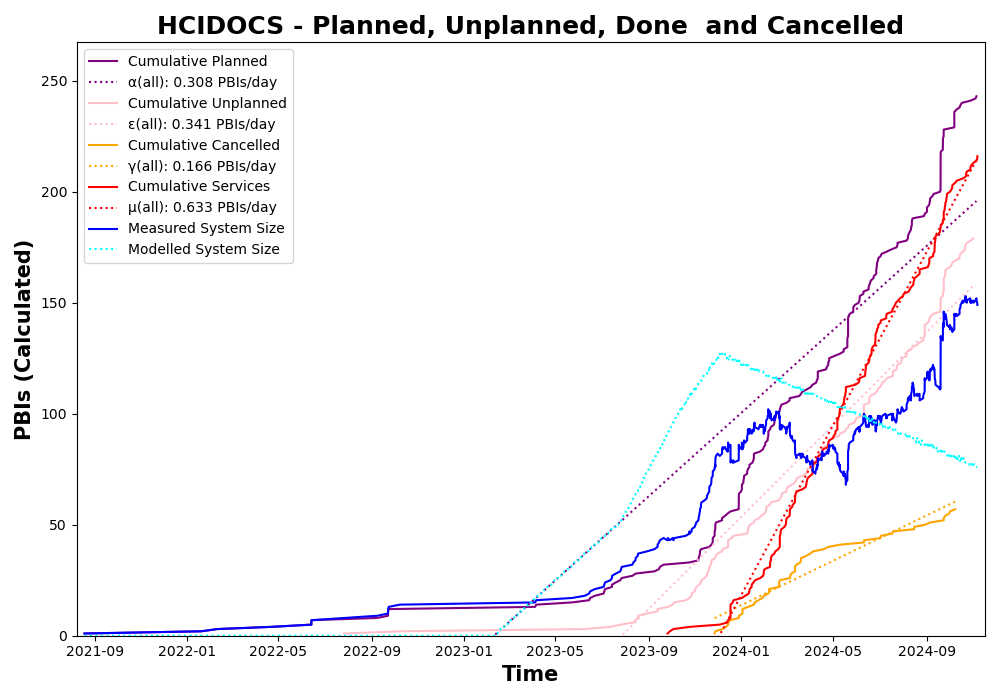 HCIDOCS - Planned, Unplanned, Done  and Cancelled
Cumulative Planned
α(all): 0.308 PBIs/day
Cumulative Unplanned
ε(all): 0.341 PBIs/day
Cumulative Cancelled
γ(all): 0.166 PBIs/day
Cumulative Services
μ(all): 0.633 PBIs/day
Measured System Size
Modelled System Size
PBIs (Calculated)
250
200
150
100
50
0
2021-09 2022-01 2022-05 2022-09 2023-01 2023-05 2023-09 2024-01 2024-05 2024-09
Time